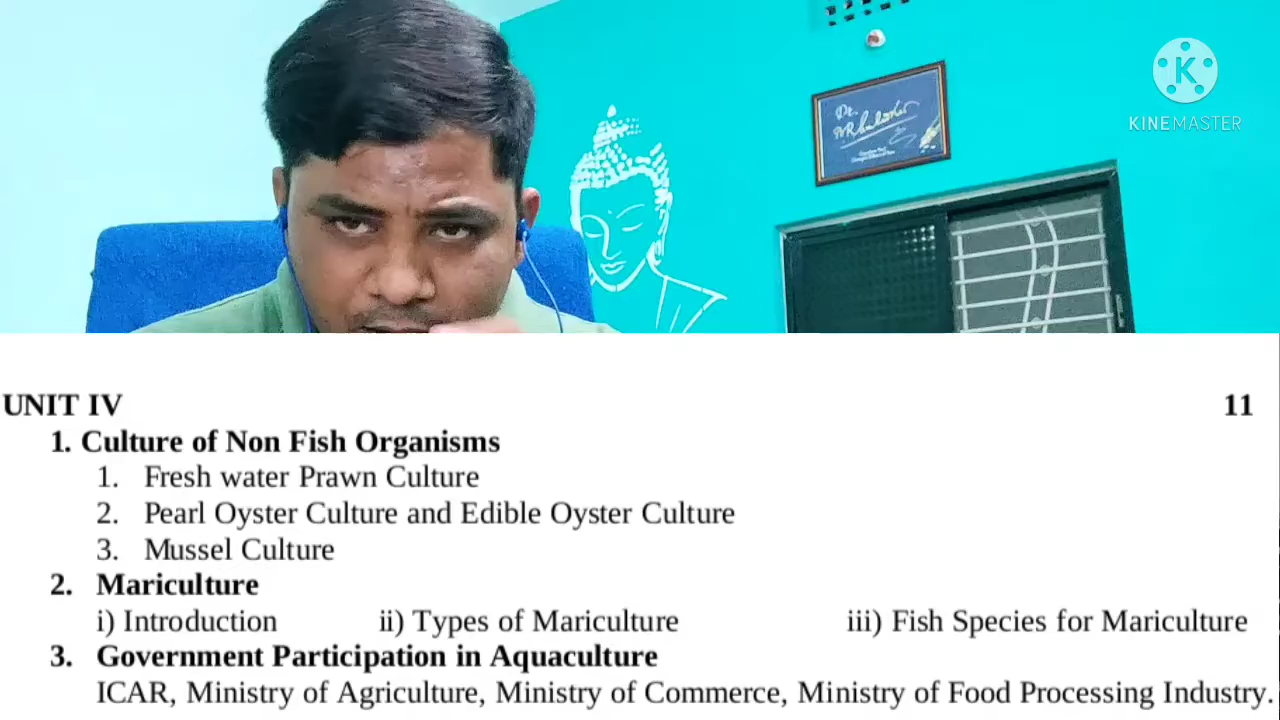 KINEMASTER
Dr.
UNIT IV 11
1. Culture of Non Fish Organisms
1. Fresh water Prawn Culture
2. Pearl Oyster Culture and Edible Oyster Culture
3. Mussel Culture
2. Mariculture
i) Introduction ii) Types of Mariculture iii) Fish Species for Mariculture
3. Government Participation in Aquaculture
ICAR, Ministry of Agriculture, Ministry of Commerce, Ministry of Food Processing Industry.